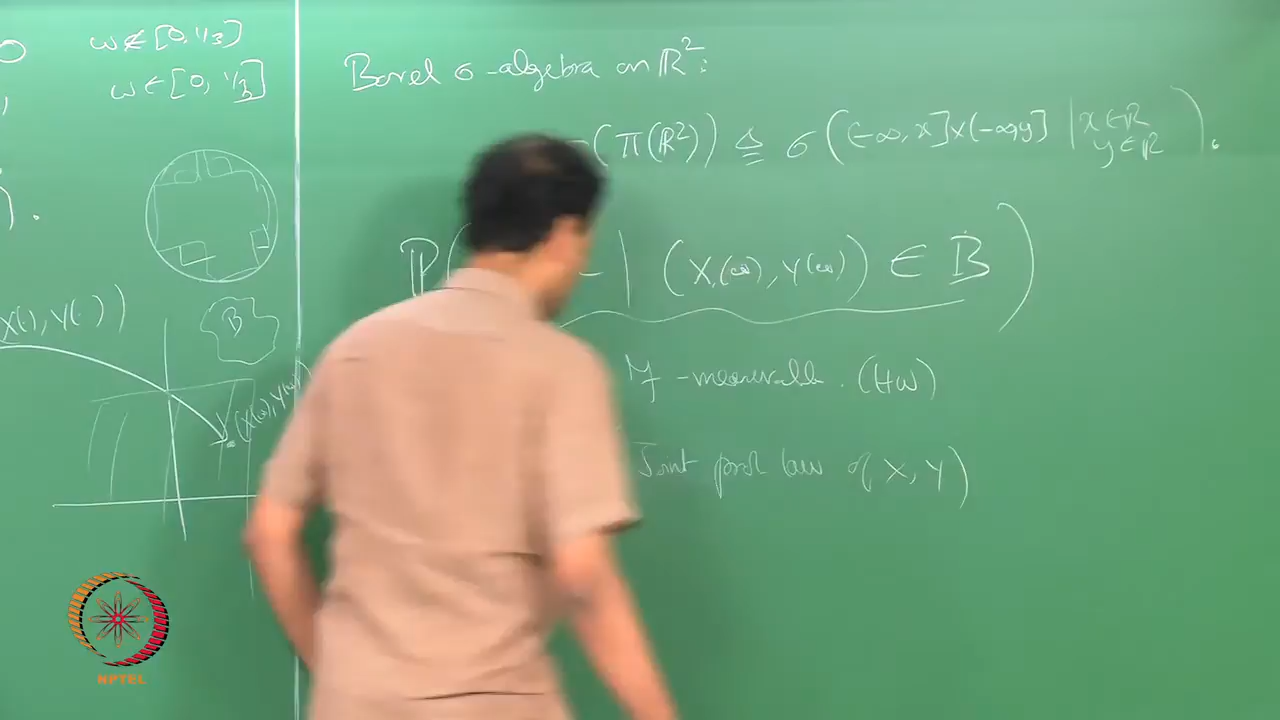 ω ∉ [0, 1/3]
ω ∈ [0, 1/3]
X(·), Y(·))
B
(X(ω), Y(ω))
Borel σ-algebra on ℝ²:
(π(ℝ²)) ≜ σ((-∞, x] × (-∞, y] | x ∈ ℝ y ∈ ℝ).
ℙ( | (X(ω), Y(ω)) ∈ B)
-measurable. (HW)
Joint prob law of X, Y)
NPTEL